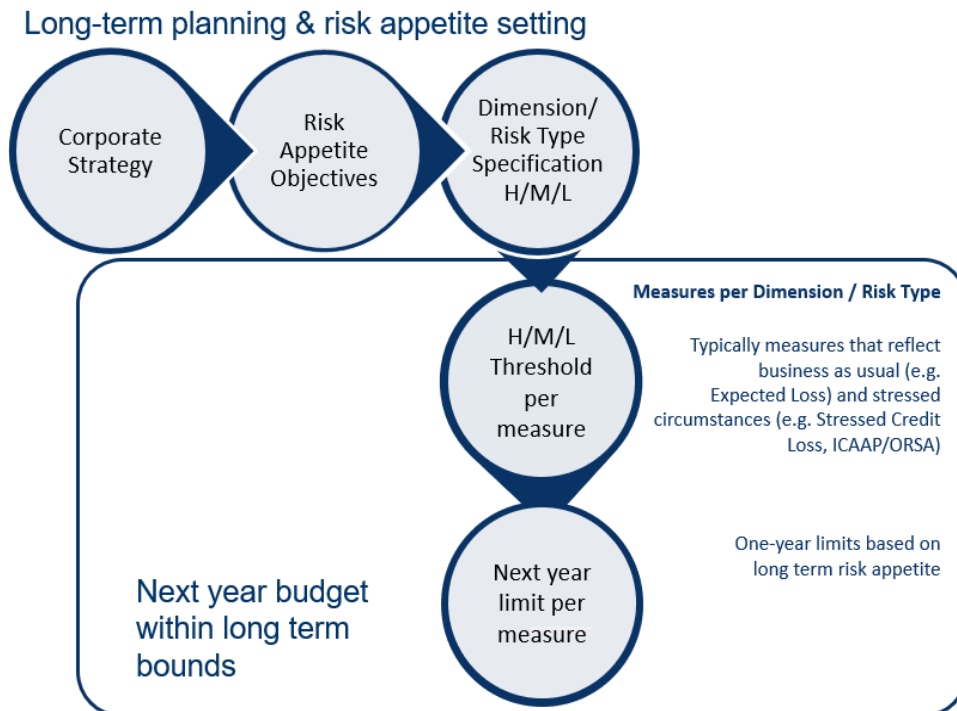 Long-term planning & risk appetite setting
Corporate
Strategy
Risk
Appetite
Objectives
Dimension/
Risk Type
Specification
H/M/L
Measures per Dimension / Risk Type
H/M/L
Threshold
per
measure
Typically measures that reflect
business as usual (e.g.
Expected Loss) and stressed
circumstances (e.g. Stressed Credit
Loss, ICAAP/ORSA)
One-year limits based on
long term risk appetite
Next year
limit per
measure
Next year budget
within long term
bounds